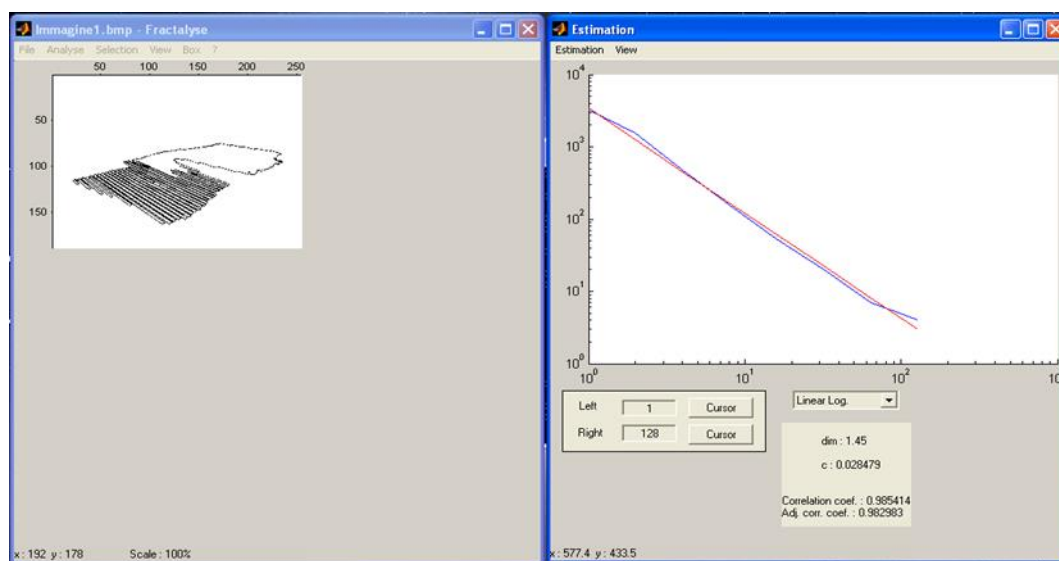 Immagine1.bmp - Fractalyse
File Analyse Selection View Box ?
50 100 150 200 250
50
100
150
x : 192 y : 178 Scale : 100%
Estimation
Estimation View
10^4
10^3
10^2
10^1
10^0
10^0 10^1 10^2
Left 1 Cursor
Right 128 Cursor
Linear Log.
dim : 1.45
c : 0.028479
Correlation coef. : 0.985414
Adj. corr. coef. : 0.982983
x : 577.4 y : 433.5